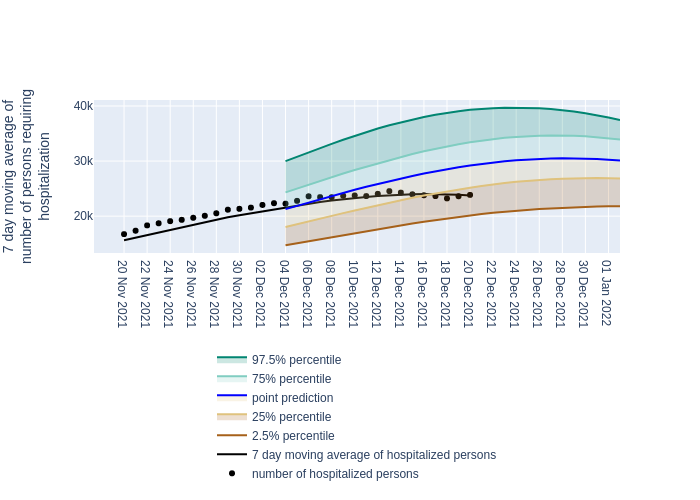 7 day moving average of
number of persons requiring
hospitalization
40k
30k
20k
20 Nov 2021
22 Nov 2021
24 Nov 2021
26 Nov 2021
28 Nov 2021
30 Nov 2021
02 Dec 2021
04 Dec 2021
06 Dec 2021
08 Dec 2021
10 Dec 2021
12 Dec 2021
14 Dec 2021
16 Dec 2021
18 Dec 2021
20 Dec 2021
22 Dec 2021
24 Dec 2021
26 Dec 2021
28 Dec 2021
30 Dec 2021
01 Jan 2022
97.5% percentile
75% percentile
point prediction
25% percentile
2.5% percentile
7 day moving average of hospitalized persons
number of hospitalized persons